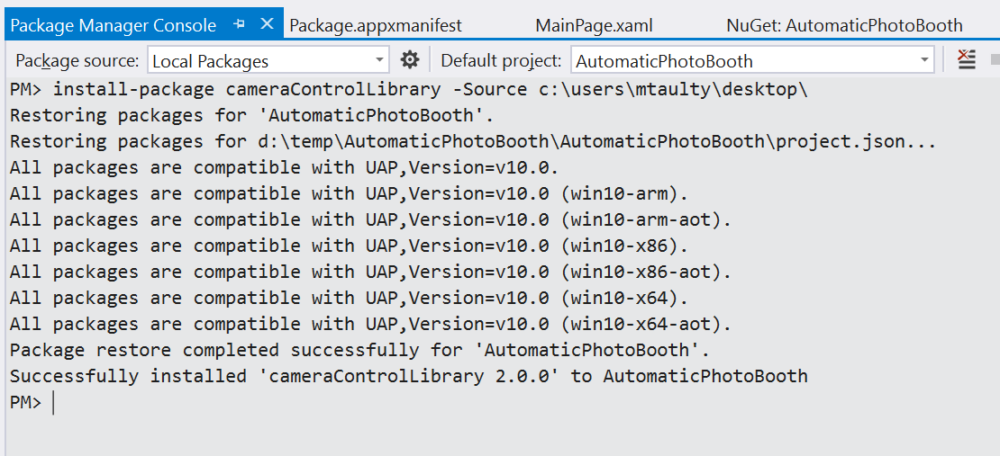 Package Manager Console Package.appxmanifest MainPage.xaml NuGet: AutomaticPhotoBooth
Package source: Local Packages Default project: AutomaticPhotoBooth
PM> install-package cameraControlLibrary -Source c:\users\mtaulty\desktop\
Restoring packages for 'AutomaticPhotoBooth'.
Restoring packages for d:\temp\AutomaticPhotoBooth\AutomaticPhotoBooth\project.json...
All packages are compatible with UAP,Version=v10.0.
All packages are compatible with UAP,Version=v10.0 (win10-arm).
All packages are compatible with UAP,Version=v10.0 (win10-arm-aot).
All packages are compatible with UAP,Version=v10.0 (win10-x86).
All packages are compatible with UAP,Version=v10.0 (win10-x86-aot).
All packages are compatible with UAP,Version=v10.0 (win10-x64).
All packages are compatible with UAP,Version=v10.0 (win10-x64-aot).
Package restore completed successfully for 'AutomaticPhotoBooth'.
Successfully installed 'cameraControlLibrary 2.0.0' to AutomaticPhotoBooth
PM>